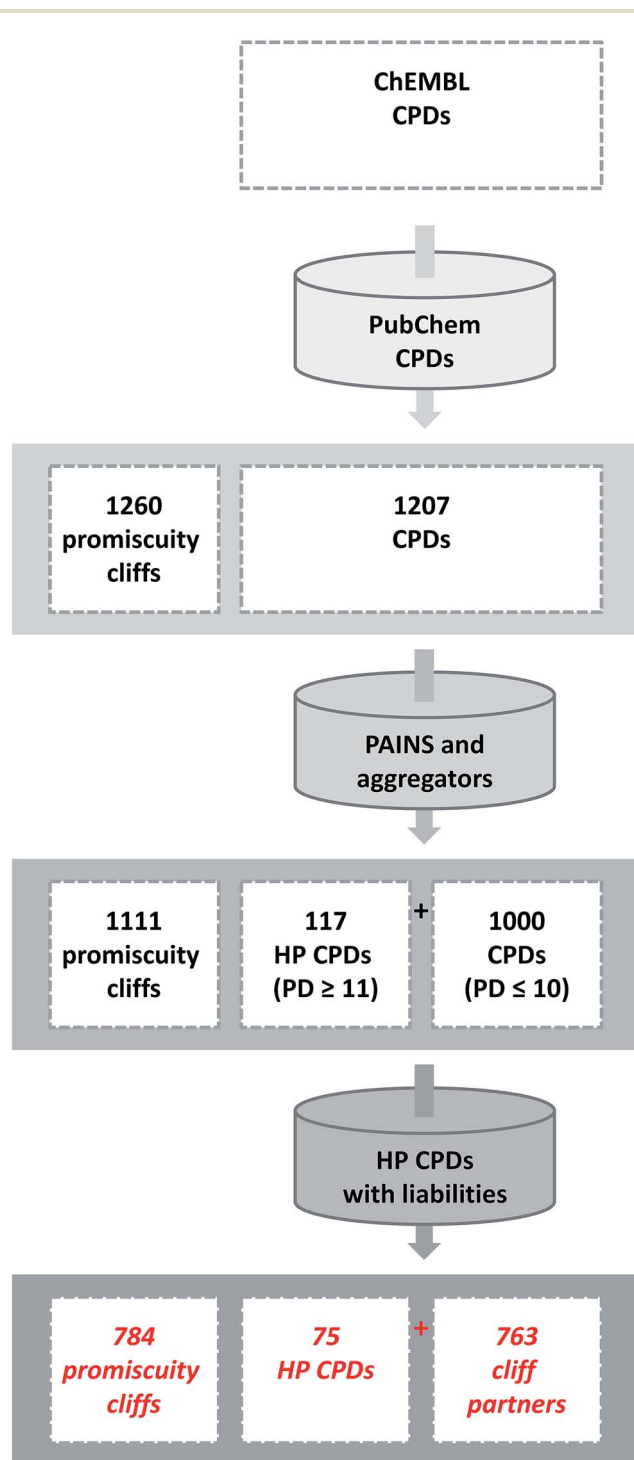 ChEMBL
CPDs
PubChem
CPDs
1260
promiscuity
cliffs
1207
CPDs
PAINS and
aggregators
1111
promiscuity
cliffs
117
HP CPDs
(PD ≥ 11)
+
1000
CPDs
(PD ≤ 10)
HP CPDs
with liabilities
784
promiscuity
cliffs
75
HP CPDs
+
763
cliff
partners